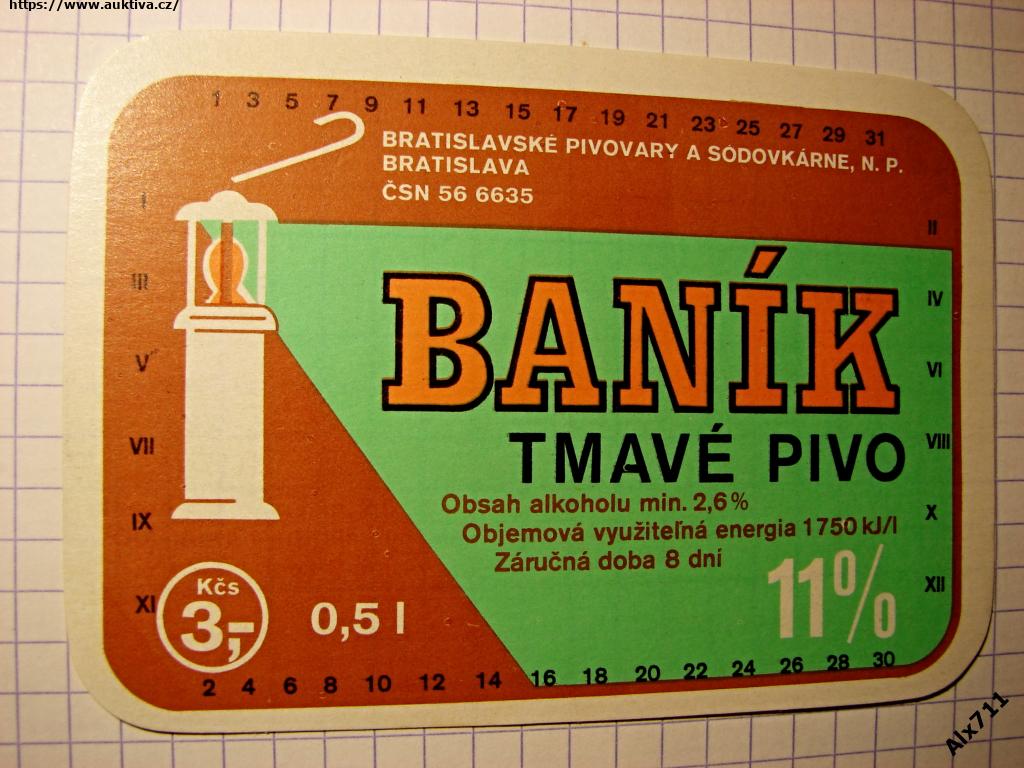 https://www.auktiva.cz/
1 3 5 7 9 11 13 15 17 19 21 23 25 27 29 31
BRATISLAVSKÉ PIVOVARY A SÓDOVKÁRNE, N. P.
BRATISLAVA
ČSN 56 6635
I
II
III
IV
BANÍK
V
VI
TMAVÉ PIVO
VII
VIII
Obsah alkoholu min. 2,6%
Objemová využiteľná energia 1750 kJ/l
IX
X
Záručná doba 8 dní
11%
XI
XII
Kčs
3,-
0,5 l
2 4 6 8 10 12 14 16 18 20 22 24 26 28 30
Alx711